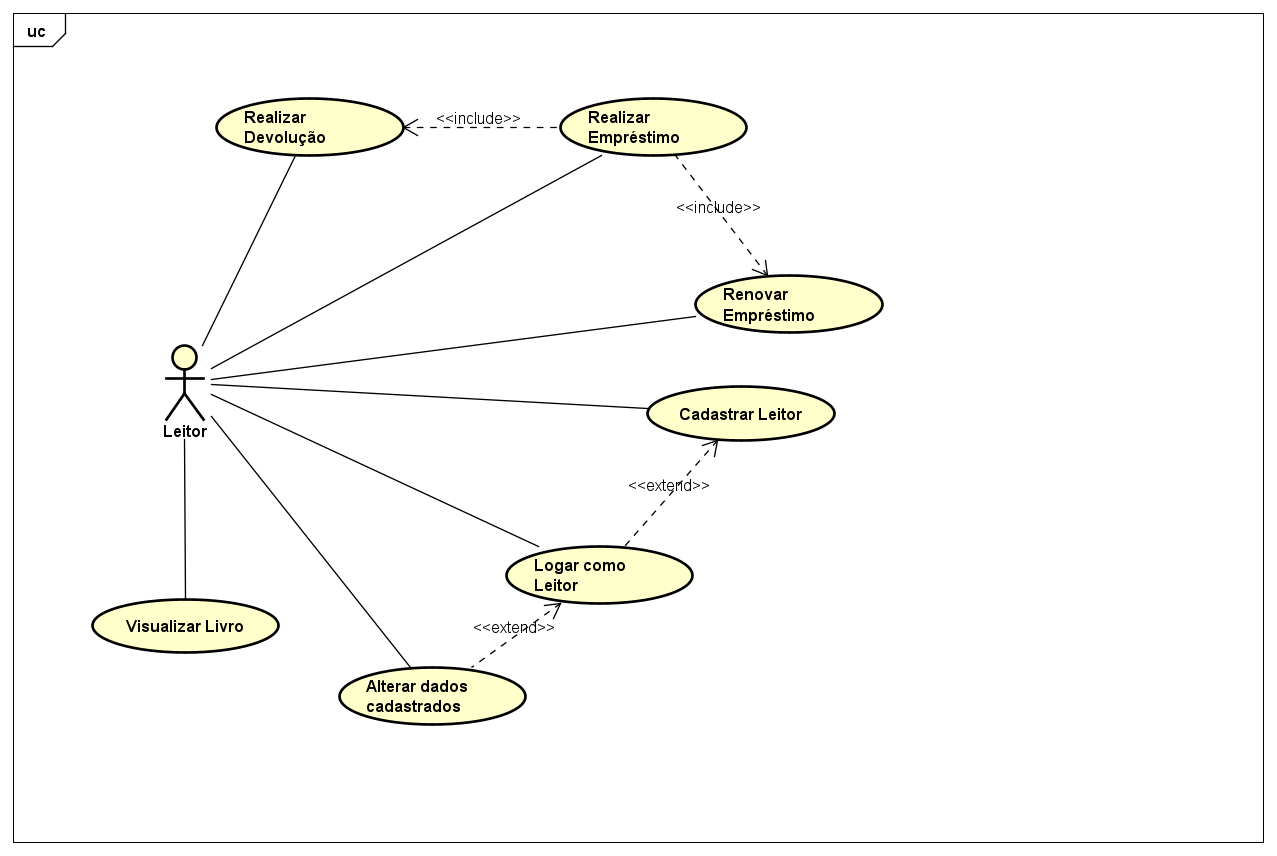 uc
Realizar
Devolução
<<include>>
Realizar
Empréstimo
<<include>>
Renovar
Empréstimo
Leitor
Cadastrar Leitor
<<extend>>
Logar como
Leitor
Visualizar Livro
<<extend>>
Alterar dados
cadastrados